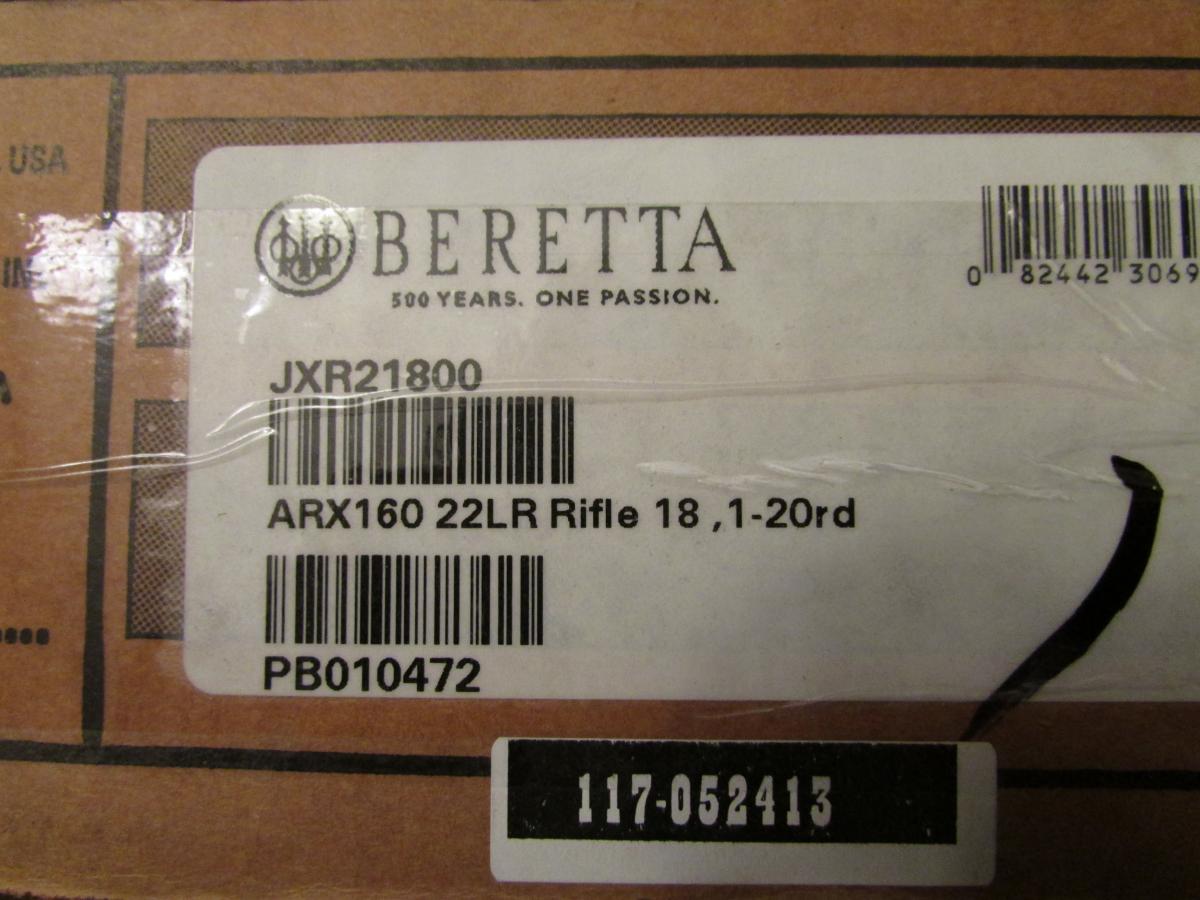 USA
IN
BERETTA
500 YEARS. ONE PASSION.
0 82442 3069
JXR21800
ARX160 22LR Rifle 18 ,1-20rd
PB010472
117-052413